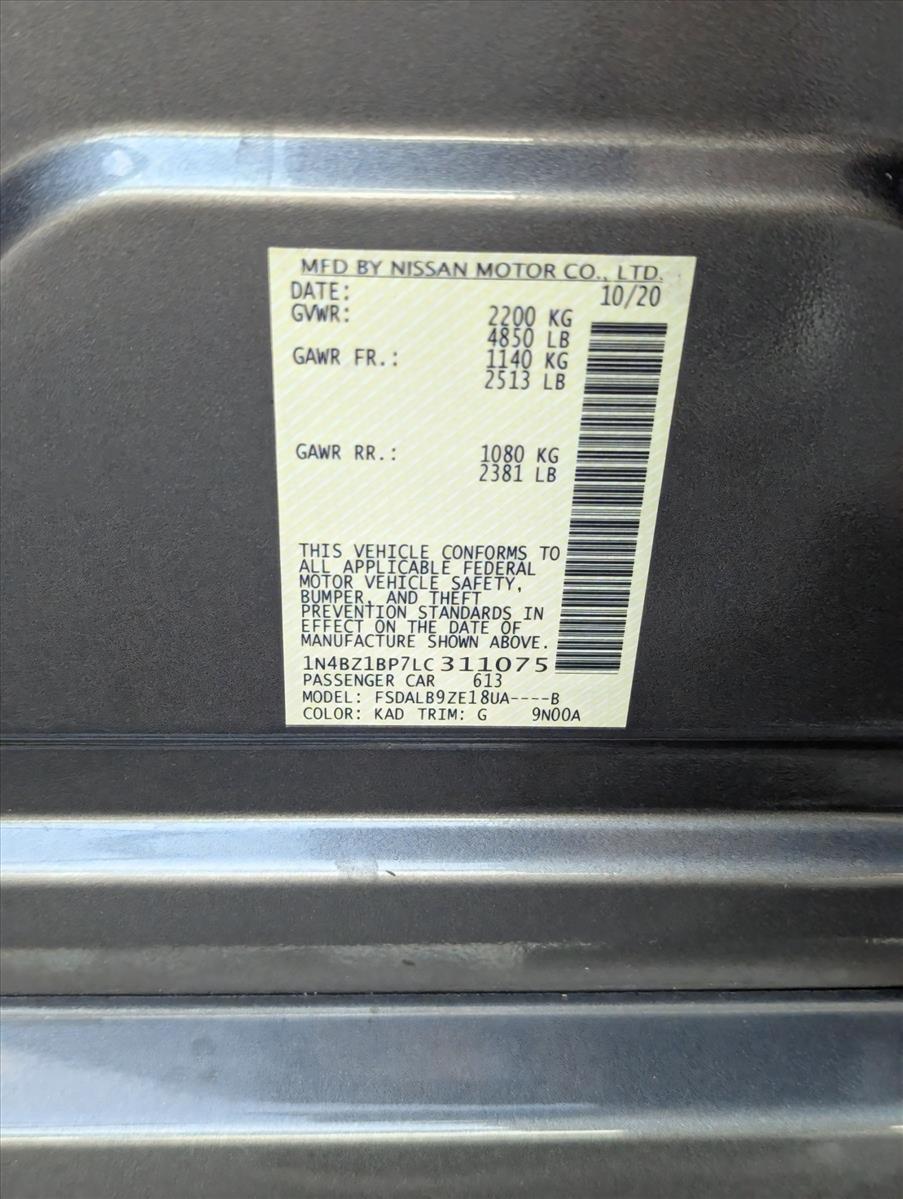 MFD BY NISSAN MOTOR CO., LTD.
DATE: 10/20
GVWR: 2200 KG
4850 LB
GAWR FR.: 1140 KG
2513 LB
GAWR RR.: 1080 KG
2381 LB
THIS VEHICLE CONFORMS TO
ALL APPLICABLE FEDERAL
MOTOR VEHICLE SAFETY,
BUMPER, AND THEFT
PREVENTION STANDARDS IN
EFFECT ON THE DATE OF
MANUFACTURE SHOWN ABOVE.
1N4BZ1BP7LC311075
PASSENGER CAR 613
MODEL: FSDALB9ZE18UA----B
COLOR: KAD TRIM: G 9N00A